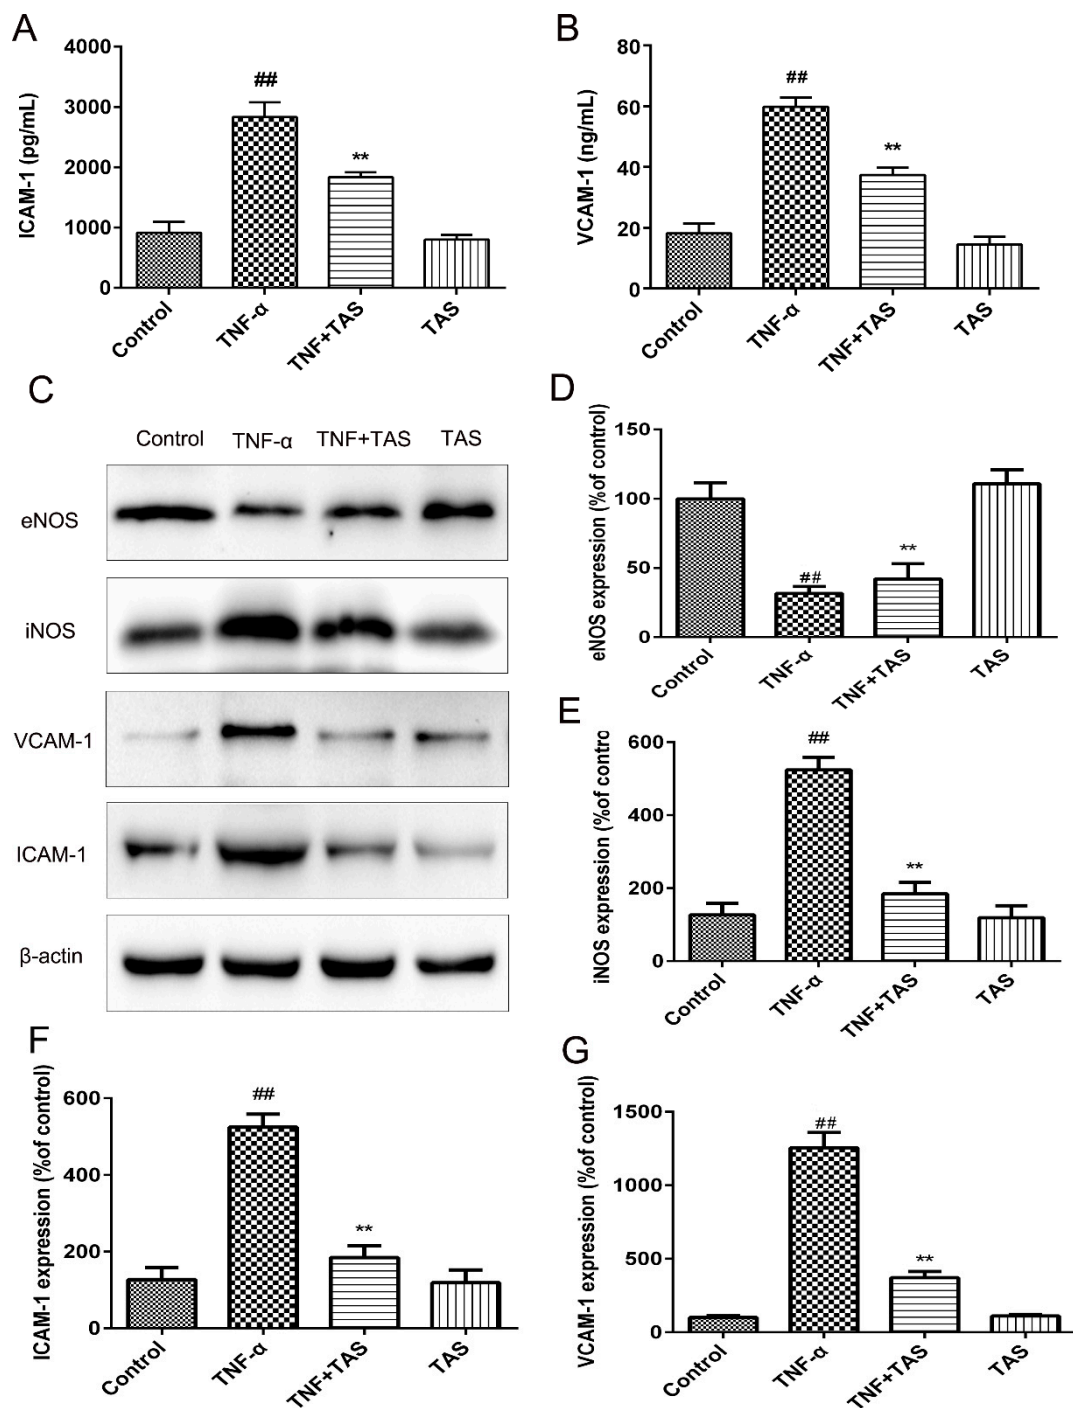 A
ICAM-1 (pg/mL)
4000
3000
2000
1000
0
##
**
Control
TNF-α
TNF+TAS
TAS
B
VCAM-1 (ng/mL)
80
60
40
20
0
##
**
Control
TNF-α
TNF+TAS
TAS
C
Control TNF-α TNF+TAS TAS
eNOS
iNOS
VCAM-1
ICAM-1
β-actin
D
eNOS expression (%of control)
150
100
50
0
##
**
Control
TNF-α
TNF+TAS
TAS
E
iNOS expression (%of contro
600
400
200
0
##
**
Control
TNF-α
TNF+TAS
TAS
F
ICAM-1 expression (%of control)
600
400
200
0
##
**
Control
TNF-α
TNF+TAS
TAS
G
VCAM-1 expression (%of control)
1500
1000
500
0
##
**
Control
TNF-α
TNF+TAS
TAS